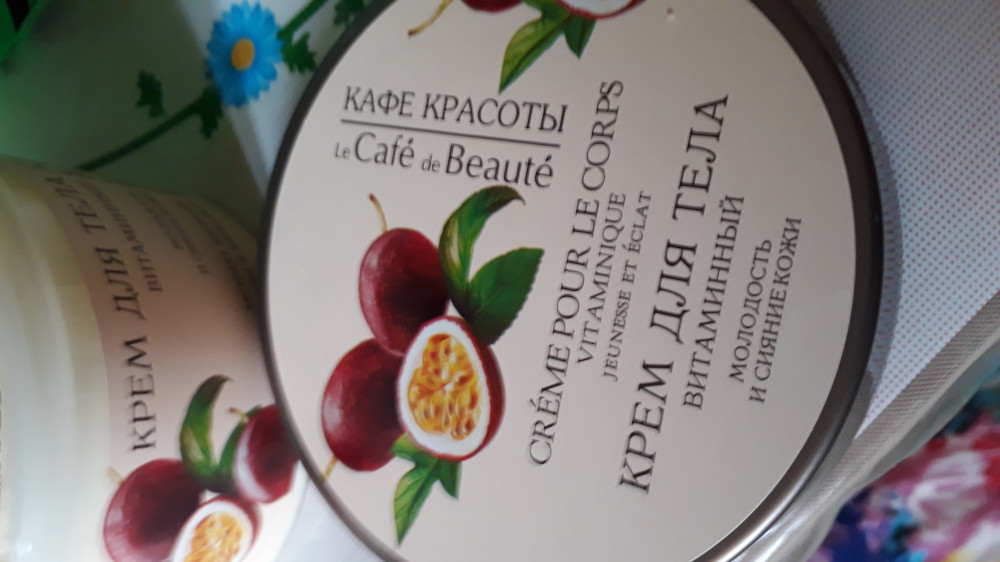 КАФЕ КРАСОТЫ
Le Café de Beauté
CRÉME POUR LE CORPS
VITAMINIQUE
JEUNESSE ET ÉCLAT
КРЕМ ДЛЯ ТЕЛА
ВИТАМИННЫЙ
МОЛОДОСТЬ
И СИЯНИЕ КОЖИ
КРЕМ ДЛЯ ТЕЛА
ВИТАМИННЫЙ